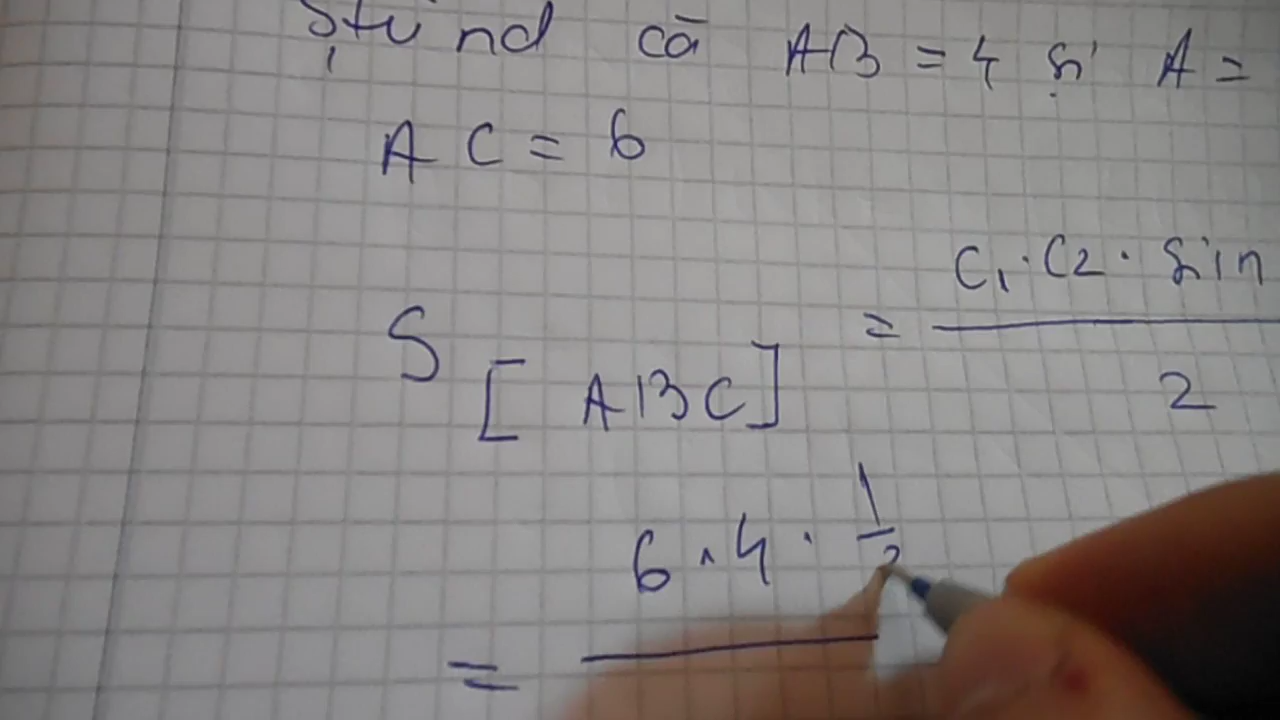 știind că AB = 4 și A =
AC = 6
S[ABC] = C1 · C2 · sin / 2
= 6 · 4 · 1/2